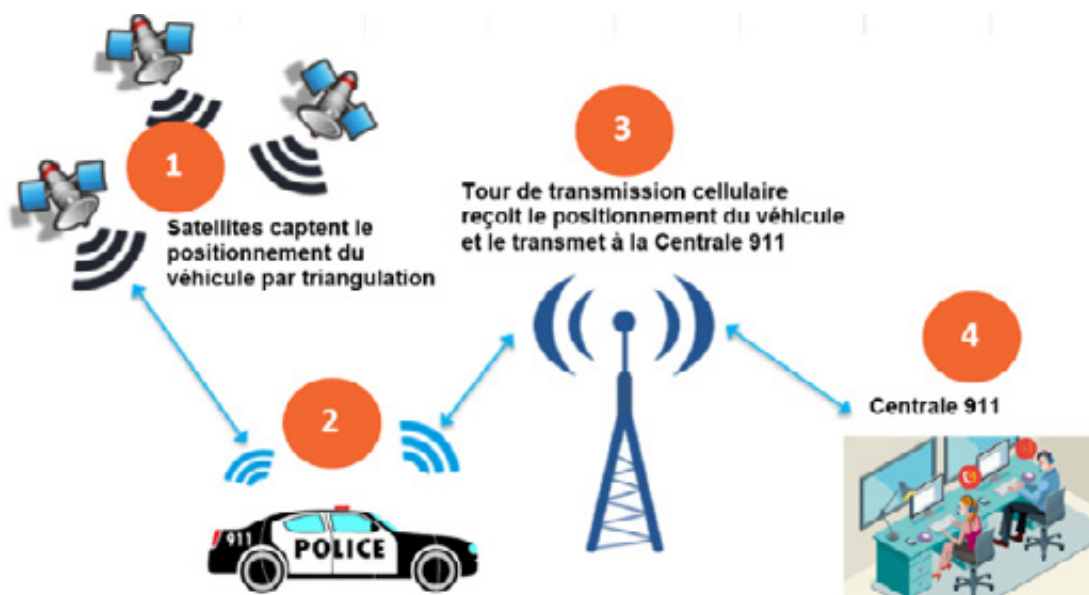 1
Satellites captent le
positionnement du
véhicule par triangulation
2
911
POLICE
3
Tour de transmission cellulaire
reçoit le positionnement du véhicule
et le transmet à la Centrale 911
4
Centrale 911